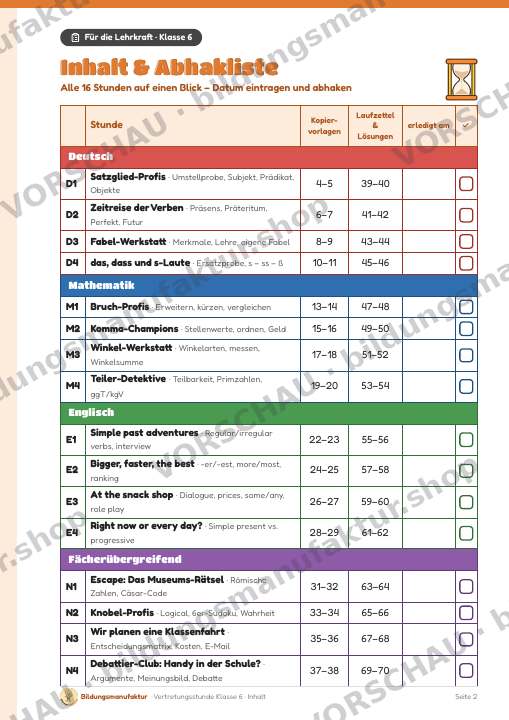 Für die Lehrkraft · Klasse 6
Inhalt & Abhakliste
Alle 16 Stunden auf einen Blick – Datum eintragen und abhaken
Stunde
Kopier-
vorlagen
Laufzettel
&
Lösungen
erledigt am
✓
Deutsch
D1 Satzglied-Profis · Umstellprobe, Subjekt, Prädikat, 4–5 39–40
Objekte
D2 Zeitreise der Verben · Präsens, Präteritum, 6–7 41–42
Perfekt, Futur
D3 Fabel-Werkstatt · Merkmale, Lehre, eigene Fabel 8–9 43–44
D4 das, dass und s-Laute · Ersatzprobe, s – ss – ß 10–11 45–46
Mathematik
M1 Bruch-Profis · Erweitern, kürzen, vergleichen 13–14 47–48
M2 Komma-Champions · Stellenwerte, ordnen, Geld 15–16 49–50
M3 Winkel-Werkstatt · Winkelarten, messen, 17–18 51–52
Winkelsumme
M4 Teiler-Detektive · Teilbarkeit, Primzahlen, 19–20 53–54
ggT/kgV
Englisch
E1 Simple past adventures · Regular/irregular 22–23 55–56
verbs, interview
E2 Bigger, faster, the best · -er/-est, more/most, 24–25 57–58
ranking
E3 At the snack shop · Dialogue, prices, some/any, 26–27 59–60
role play
E4 Right now or every day? · Simple present vs. 28–29 61–62
progressive
Fächerübergreifend
N1 Escape: Das Museums-Rätsel · Römische 31–32 63–64
Zahlen, Cäsar-Code
N2 Knobel-Profis · Logical, 6er-Sudoku, Wahrheit 33–34 65–66
N3 Wir planen eine Klassenfahrt · 35–36 67–68
Entscheidungsmatrix, Kosten, E-Mail
N4 Debattier-Club: Handy in der Schule? · 37–38 69–70
Argumente, Meinungsbild, Debatte
Bildungsmanufaktur · Vertretungsstunde Klasse 6 · Inhalt
Seite 2
VORSCHAU · bildungsmanufaktur.shop